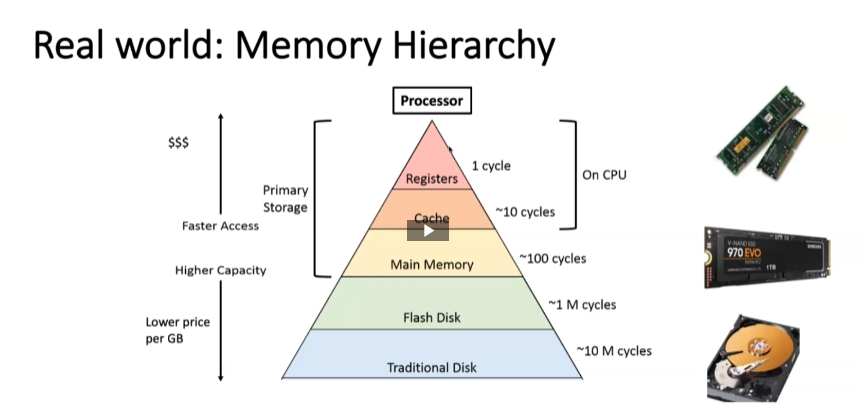 Real world: Memory Hierarchy
Processor
$$$
1 cycle
Registers
On CPU
Primary
Storage
~10 cycles
Cache
Faster Access
~100 cycles
Main Memory
Higher Capacity
~1 M cycles
Flash Disk
Lower price
per GB
~10 M cycles
Traditional Disk
V-NAND SSD
970 EVO
SAMSUNG
1TB